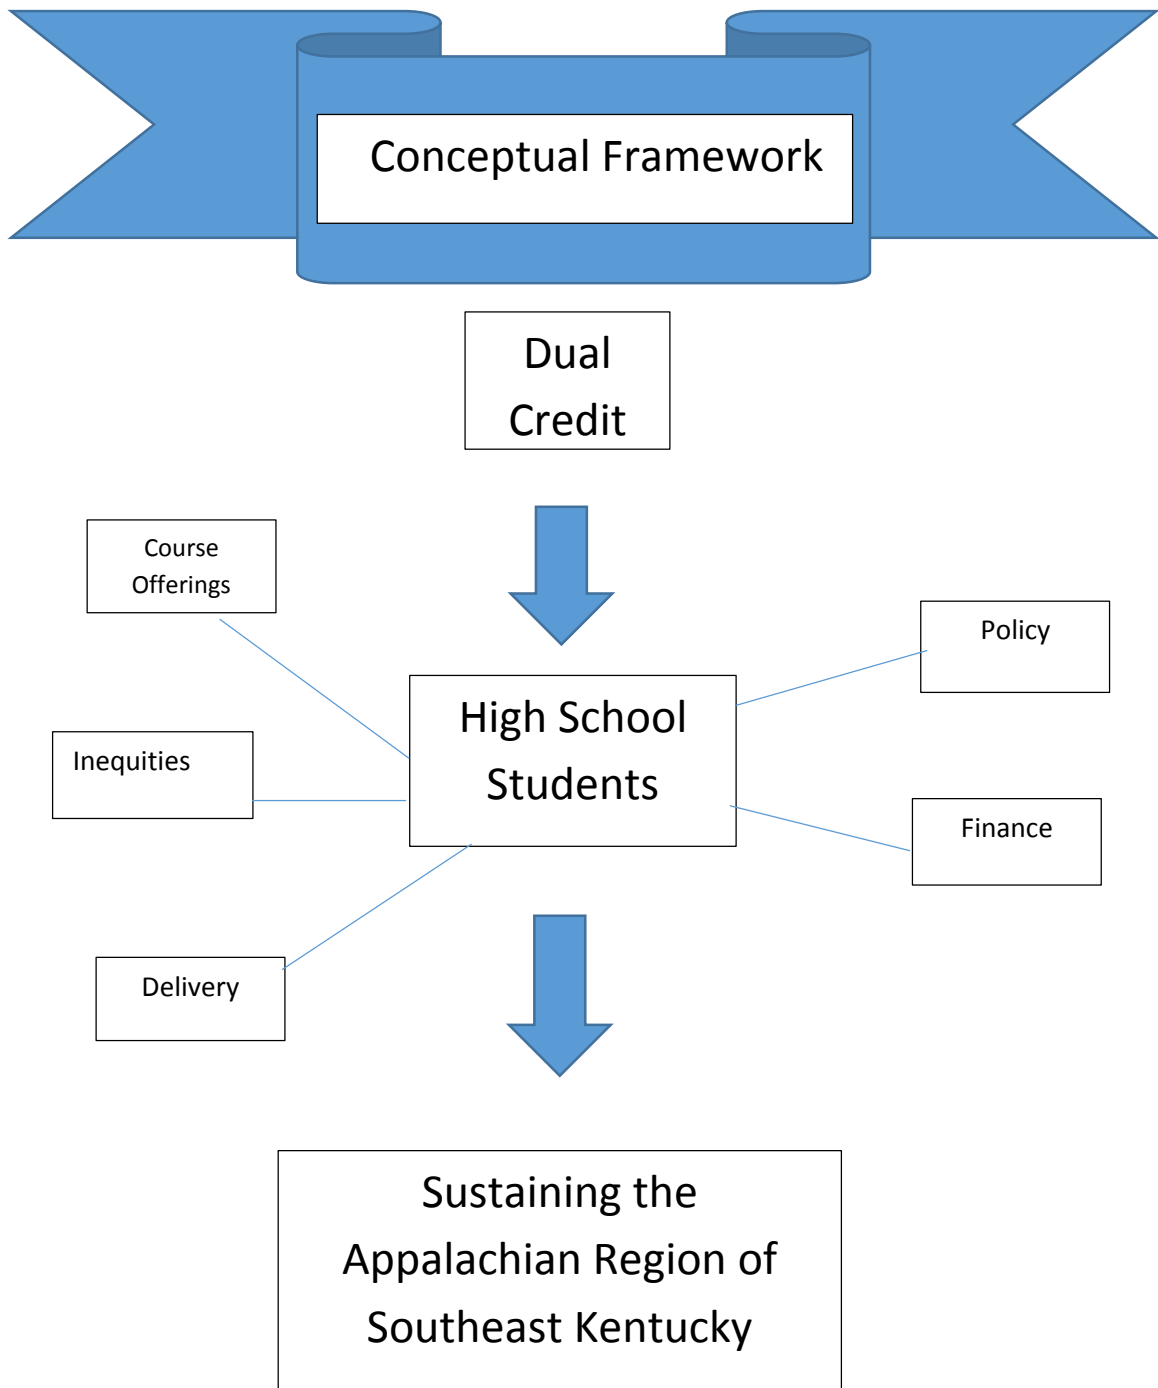 Conceptual Framework
Dual
Credit
Course
Offerings
Policy
High School
Students
Inequities
Finance
Delivery
Sustaining the
Appalachian Region of
Southeast Kentucky